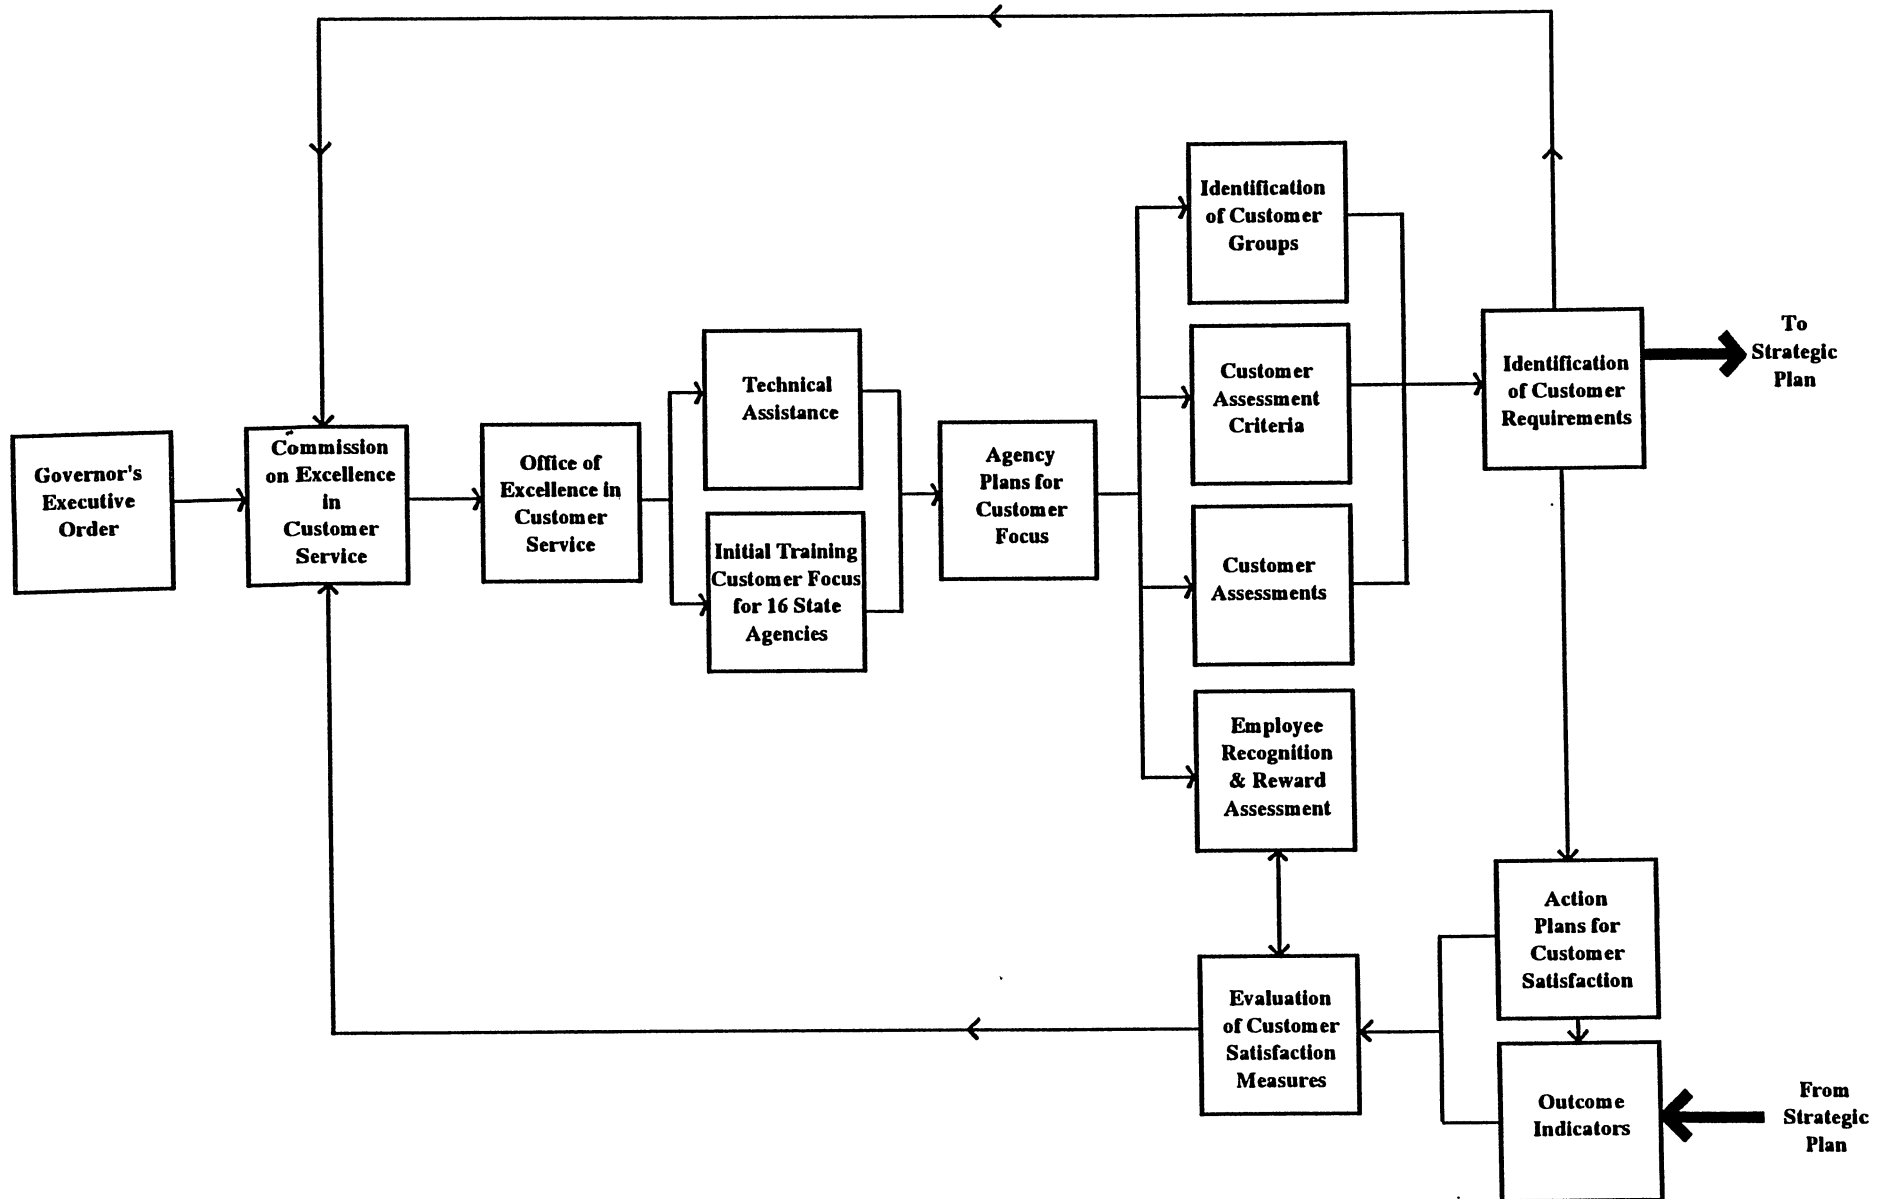 Governor's
Executive
Order
Commission
on Excellence
in
Customer
Service
Office of
Excellence in
Customer
Service
Technical
Assistance
Initial Training
Customer Focus
for 16 State
Agencies
Agency
Plans for
Customer
Focus
Identification
of Customer
Groups
Customer
Assessment
Criteria
Customer
Assessments
Employee
Recognition
& Reward
Assessment
Identification
of Customer
Requirements
To
Strategic
Plan
Action
Plans for
Customer
Satisfaction
Evaluation
of Customer
Satisfaction
Measures
Outcome
Indicators
From
Strategic
Plan